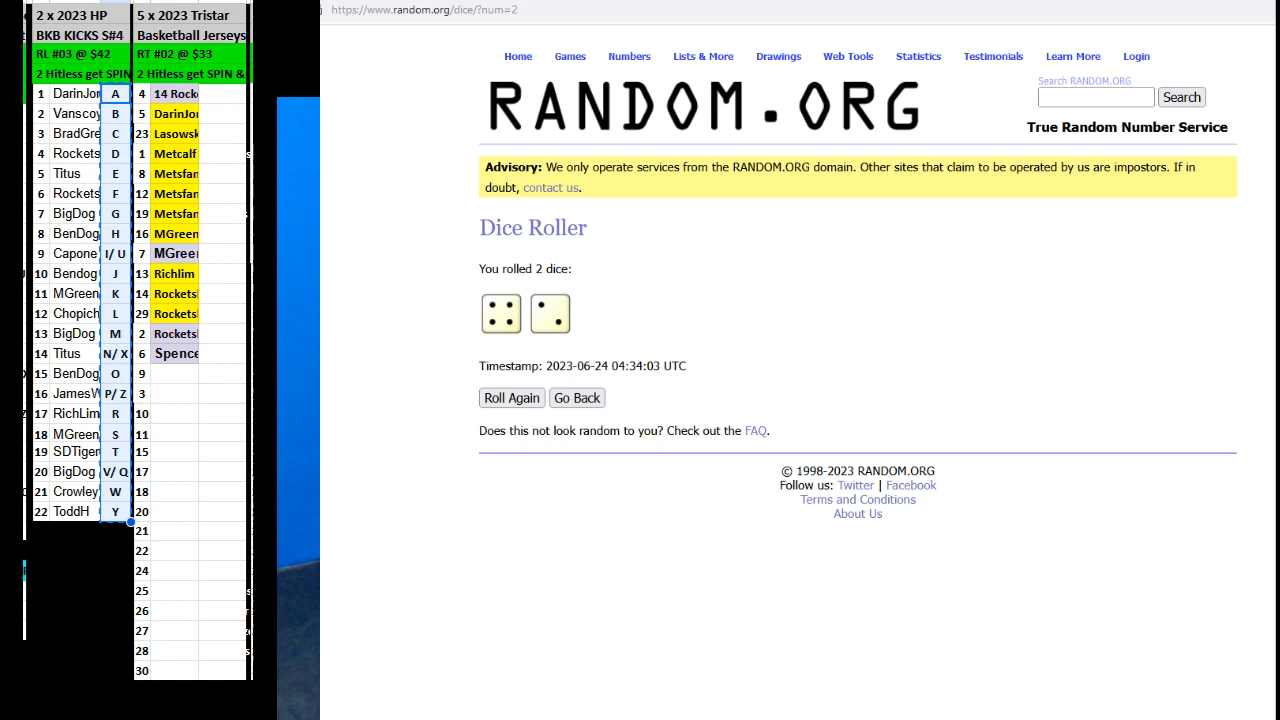 2 x 2023 HP
BKB KICKS S#4
RL #03 @ $42
2 Hitless get SPIN
1 DarinJor A
2 Vanscoy B
3 BradGre C
4 Rockets D
5 Titus E
6 Rockets F
7 BigDog G
8 BenDog H
9 Capone I/ U
10 Bendog J
11 MGreen K
12 Chopich L
13 BigDog M
14 Titus N/ X
15 BenDog O
16 JamesW P/ Z
17 RichLim R
18 MGreen S
19 SDTiger T
20 BigDog V/ Q
21 Crowley W
22 ToddH Y
5 x 2023 Tristar
Basketball Jerseys
RT #02 @ $33
2 Hitless get SPIN &
4 14 Rock
5 DarinJor
23 Lasowsk
1 Metcalf
8 Metsfan
12 Metsfan
19 Metsfan
16 MGreen
7 MGreen
13 Richlim
14 Rockets
29 Rockets
2 Rockets
6 Spence
9
3
10
11
15
17
18
20
21
22
24
25
26
27
28
30
https://www.random.org/dice/?num=2
Home Games Numbers Lists & More Drawings Web Tools Statistics Testimonials Learn More Login
RANDOM.ORG
Search RANDOM.ORG
Search
True Random Number Service
Advisory: We only operate services from the RANDOM.ORG domain. Other sites that claim to be operated by us are impostors. If in
doubt, contact us.
Dice Roller
You rolled 2 dice:
Timestamp: 2023-06-24 04:34:03 UTC
Roll Again Go Back
Does this not look random to you? Check out the FAQ.
© 1998-2023 RANDOM.ORG
Follow us: Twitter | Facebook
Terms and Conditions
About Us